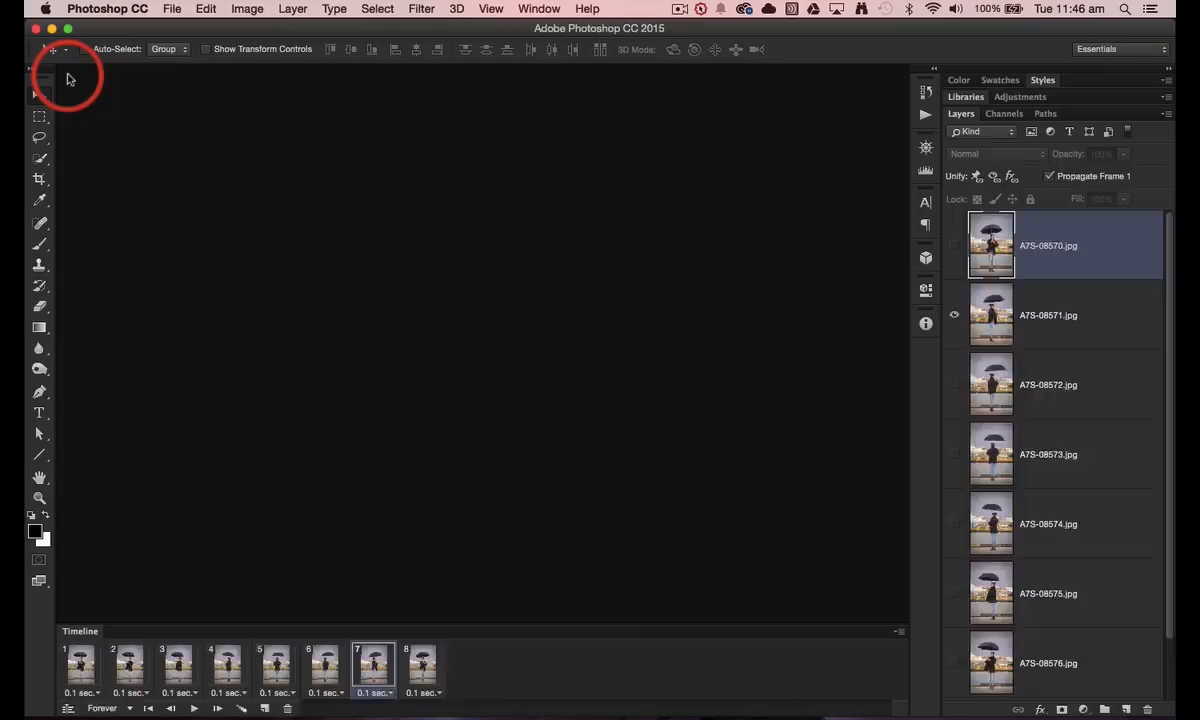 Photoshop CC File Edit Image Layer Type Select Filter 3D View Window Help 100% Tue 11:46 am
Adobe Photoshop CC 2015
Auto-Select: Group Show Transform Controls 3D Mode: Essentials
Color Swatches Styles
Libraries Adjustments
Layers Channels Paths
Kind
Normal Opacity: 100%
Unify: Propagate Frame 1
Lock: Fill: 100%
A7S-08570.jpg
A7S-08571.jpg
A7S-08572.jpg
A7S-08573.jpg
A7S-08574.jpg
A7S-08575.jpg
A7S-08576.jpg
Timeline
1 2 3 4 5 6 7 8
0.1 sec. 0.1 sec. 0.1 sec. 0.1 sec. 0.1 sec. 0.1 sec. 0.1 sec. 0.1 sec.
Forever